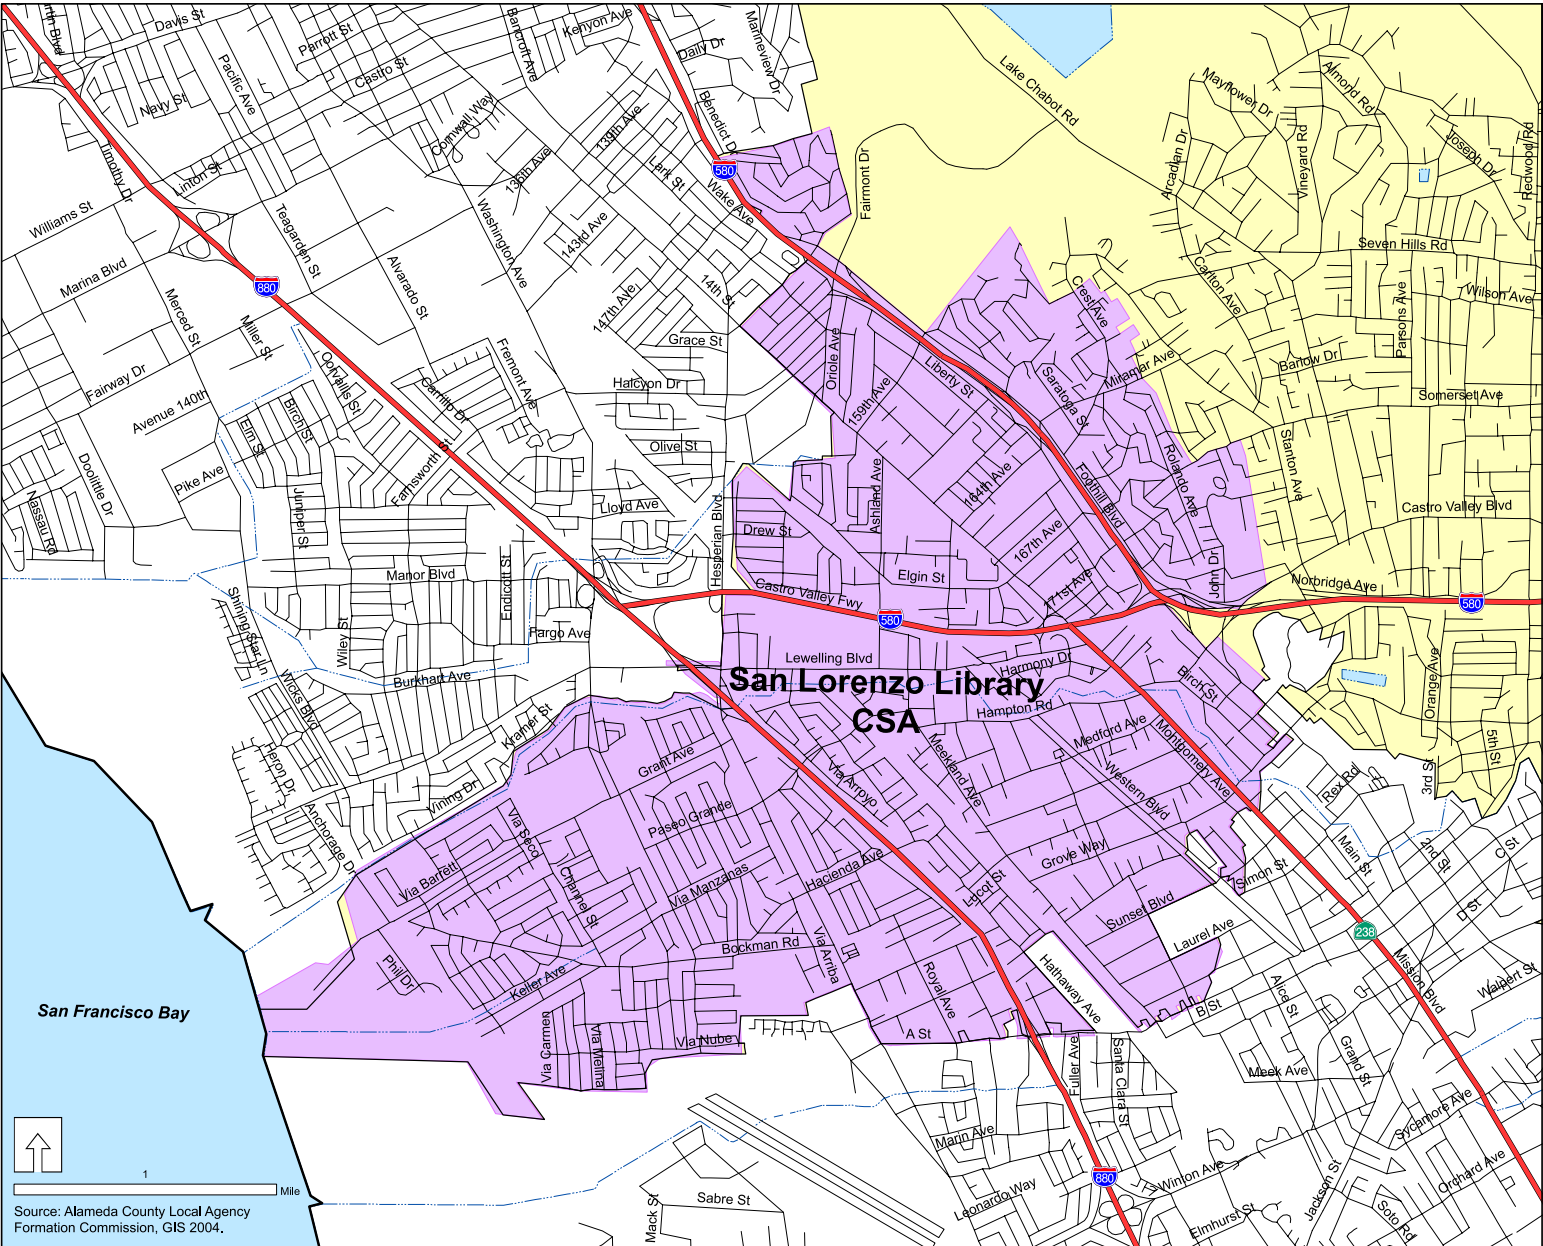 rtin Blvd
Davis St
Parrott St
Bancroft Ave
Kenyon Ave
Daily Dr
Marineview Dr
Pacific Ave
Castro St
Navy St
Cornwall Way
139th Ave
Benedict Dr
Lake Chabot Rd
Mayflower Dr
Almond Rd
Joseph Dr
Redwood Rd
Timothy Dr
Linton St
136th Ave
Lark St
580
Wake Ave
Fairmont Dr
Arcadian Dr
Vineyard Rd
Williams St
Teagarden St
Washington Ave
143rd Ave
Seven Hills Rd
Marina Blvd
880
Alvarado St
14th St
147th Ave
Carlton Ave
Crest Ave
Parsons Ave
Wilson Ave
Merced St
Miller St
Grace St
Oriole Ave
Liberty St
Miramar Ave
Barlow Dr
Fairway Dr
Corvallis St
Carrillo Dr
Fremont Ave
Halcyon Dr
159th Ave
Saratoga St
Somerset Ave
Avenue 140th
Birch St
Elm St
Olive St
Doolittle Dr
Pike Ave
Farnsworth St
164th Ave
Foothill Blvd
Rolando Ave
Stanton Ave
Nassau Rd
Juniper St
Lloyd Ave
Hesperian Blvd
Drew St
Ashland Ave
167th Ave
Castro Valley Blvd
Manor Blvd
Endicott St
Castro Valley Fwy
Elgin St
171st Ave
John Dr
Norbridge Ave
580
580
Shining Star Ln
Wiley St
Fargo Ave
Lewelling Blvd
Harmony Dr
Burkhart Ave
San Lorenzo Library
CSA
Birch St
Orange Ave
Wicks Blvd
Kramer St
Hampton Rd
Medford Ave
Montgomery Ave
5th St
Heron Dr
Grant Ave
Via Arroyo
Meekland Ave
Western Blvd
Rex Rd
3rd St
Vining Dr
Anchorage Dr
Via Seco
Paseo Grande
Grove Way
Main St
2nd St
C St
Via Barrett
Channel St
Via Manzanas
Hacienda Ave
Locot St
Simon St
Sunset Blvd
D St
Bockman Rd
Via Arriba
Laurel Ave
238
Phil Dr
Keller Ave
Royal Ave
Hathaway Ave
Alice St
Mission Blvd
Walpert St
San Francisco Bay
Via Carmen
Via Melina
Via Nube
A St
B St
Fuller Ave
Santa Clara St
Grand St
Meek Ave
Sycamore Ave
Marin Ave
Orchard Ave
880
Winton Ave
1
Mile
Mack St
Sabre St
Leonardo Way
Elmhurst St
Jackson St
Soto Rd
Source: Alameda County Local Agency
Formation Commission, GIS 2004.